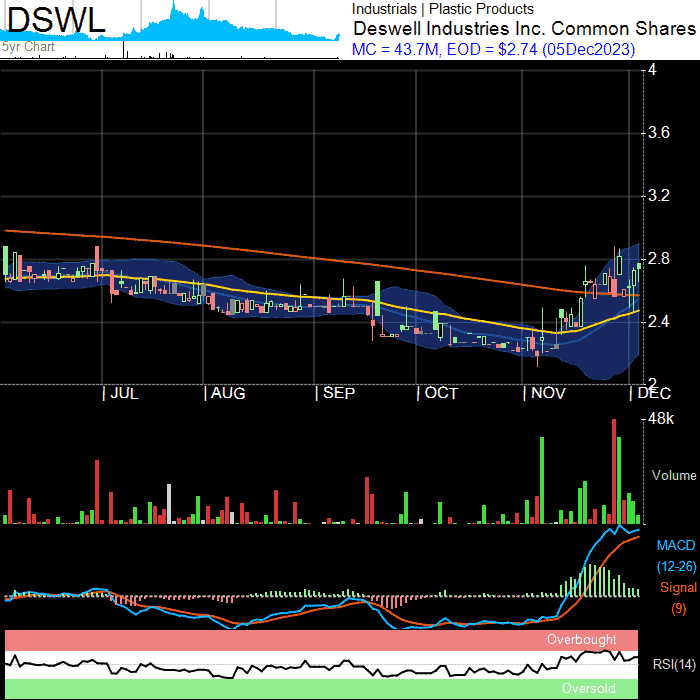 DSWL
5yr Chart
Industrials | Plastic Products
Deswell Industries Inc. Common Shares
MC = 43.7M, EOD = $2.74 (05Dec2023)
4
3.6
3.2
2.8
2.4
2
JUL AUG SEP OCT NOV DEC
48k
Volume
MACD
(12-26)
Signal
(9)
Overbought
RSI(14)
Oversold